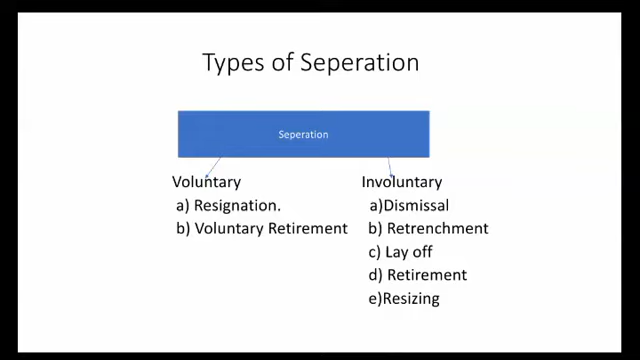 Types of Seperation
Seperation
Voluntary
a) Resignation.
b) Voluntary Retirement
Involuntary
a)Dismissal
b) Retrenchment
c) Lay off
d) Retirement
e)Resizing